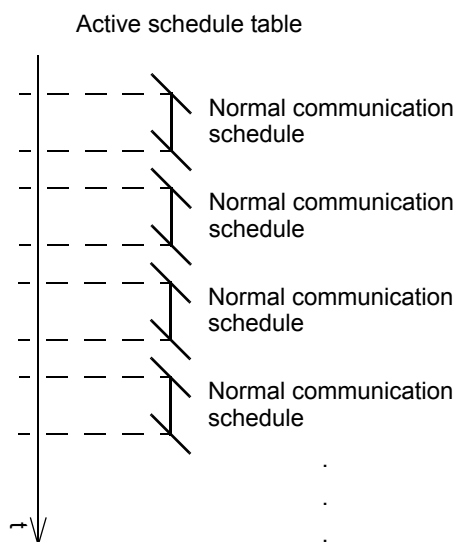 Active schedule table
Normal communication
schedule
Normal communication
schedule
Normal communication
schedule
Normal communication
schedule
.
.
.
t